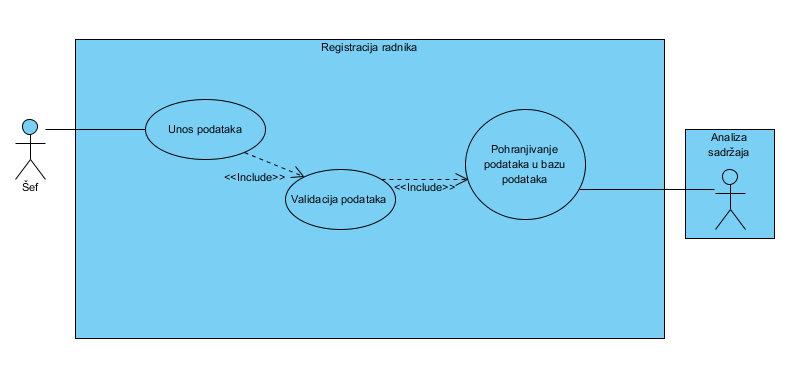 Registracija radnika
Šef
Unos podataka
<<Include>>
Validacija podataka
<<Include>>
Pohranjivanje
podataka u bazu
podataka
Analiza
sadržaja